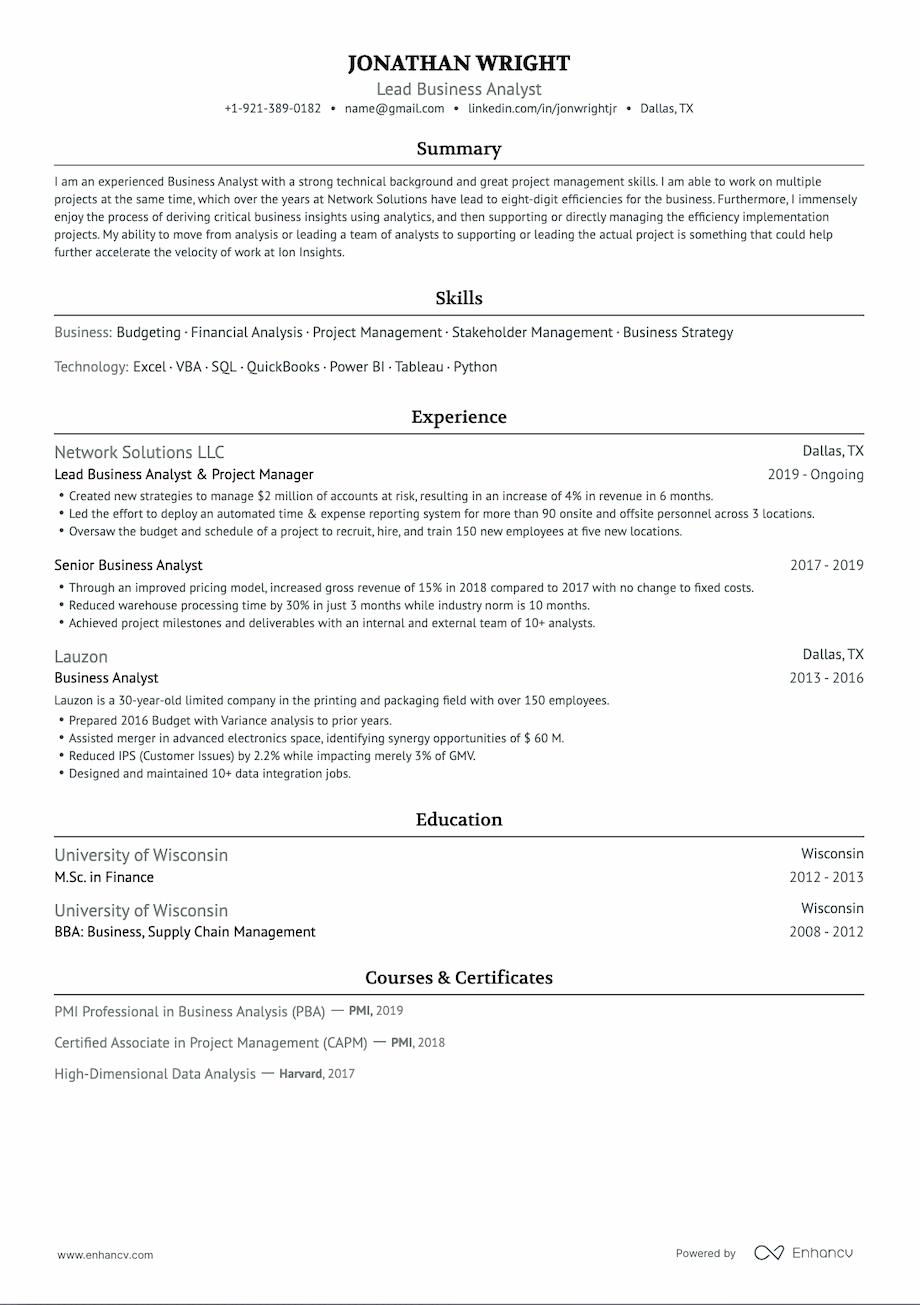 JONATHAN WRIGHT
Lead Business Analyst
+1-921-389-0182 • name@gmail.com • linkedin.com/in/jonwrightjr • Dallas, TX
Summary
I am an experienced Business Analyst with a strong technical background and great project management skills. I am able to work on multiple
projects at the same time, which over the years at Network Solutions have lead to eight-digit efficiencies for the business. Furthermore, I immensely
enjoy the process of deriving critical business insights using analytics, and then supporting or directly managing the efficiency implementation
projects. My ability to move from analysis or leading a team of analysts to supporting or leading the actual project is something that could help
further accelerate the velocity of work at Ion Insights.
Skills
Business: Budgeting · Financial Analysis · Project Management · Stakeholder Management · Business Strategy
Technology: Excel · VBA · SQL · QuickBooks · Power BI · Tableau · Python
Experience
Network Solutions LLC Dallas, TX
Lead Business Analyst & Project Manager 2019 - Ongoing
• Created new strategies to manage $2 million of accounts at risk, resulting in an increase of 4% in revenue in 6 months.
• Led the effort to deploy an automated time & expense reporting system for more than 90 onsite and offsite personnel across 3 locations.
• Oversaw the budget and schedule of a project to recruit, hire, and train 150 new employees at five new locations.
Senior Business Analyst 2017 - 2019
• Through an improved pricing model, increased gross revenue of 15% in 2018 compared to 2017 with no change to fixed costs.
• Reduced warehouse processing time by 30% in just 3 months while industry norm is 10 months.
• Achieved project milestones and deliverables with an internal and external team of 10+ analysts.
Lauzon Dallas, TX
Business Analyst 2013 - 2016
Lauzon is a 30-year-old limited company in the printing and packaging field with over 150 employees.
• Prepared 2016 Budget with Variance analysis to prior years.
• Assisted merger in advanced electronics space, identifying synergy opportunities of $ 60 M.
• Reduced IPS (Customer Issues) by 2.2% while impacting merely 3% of GMV.
• Designed and maintained 10+ data integration jobs.
Education
University of Wisconsin Wisconsin
M.Sc. in Finance 2012 - 2013
University of Wisconsin Wisconsin
BBA: Business, Supply Chain Management 2008 - 2012
Courses & Certificates
PMI Professional in Business Analysis (PBA) — PMI, 2019
Certified Associate in Project Management (CAPM) — PMI, 2018
High-Dimensional Data Analysis — Harvard, 2017
www.enhancv.com Powered by Enhancv